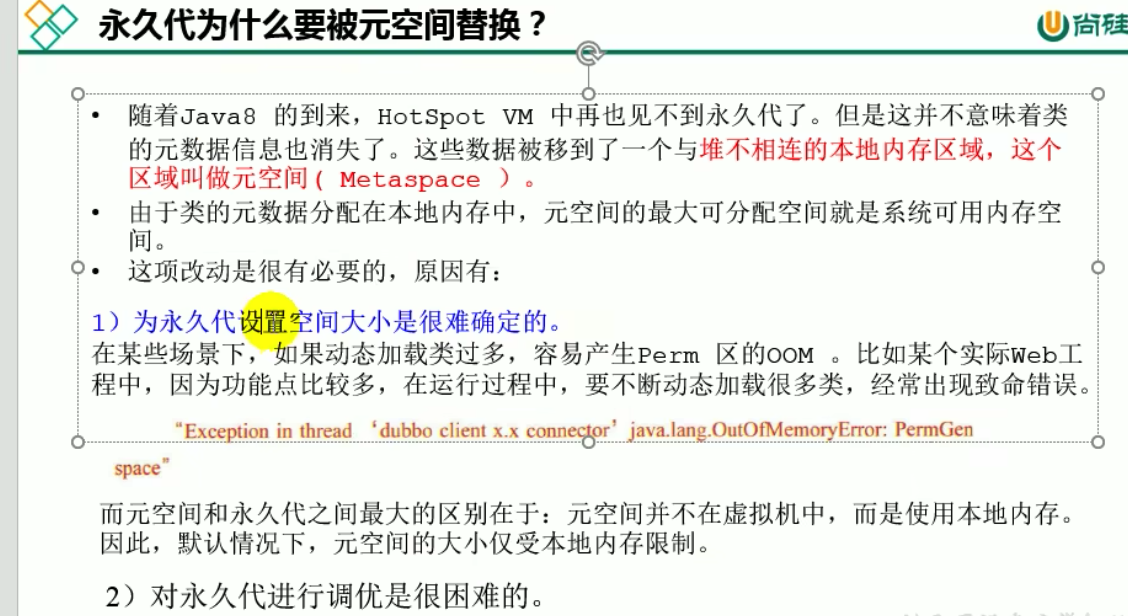 永久代为什么要被元空间替换？
尚硅
• 随着Java8 的到来，HotSpot VM 中再也见不到永久代了。但是这并不意味着类
的元数据信息也消失了。这些数据被移到了一个与堆不相连的本地内存区域，这个
区域叫做元空间( Metaspace ）。
• 由于类的元数据分配在本地内存中，元空间的最大可分配空间就是系统可用内存空
间。
• 这项改动是很有必要的，原因有：
1）为永久代设置空间大小是很难确定的。
在某些场景下，如果动态加载类过多，容易产生Perm 区的OOM 。比如某个实际Web工
程中，因为功能点比较多，在运行过程中，要不断动态加载很多类，经常出现致命错误。
“Exception in thread ‘dubbo client x.x connector’ java.lang.OutOfMemoryError: PermGen
space”
而元空间和永久代之间最大的区别在于：元空间并不在虚拟机中，而是使用本地内存。
因此，默认情况下，元空间的大小仅受本地内存限制。
2）对永久代进行调优是很困难的。